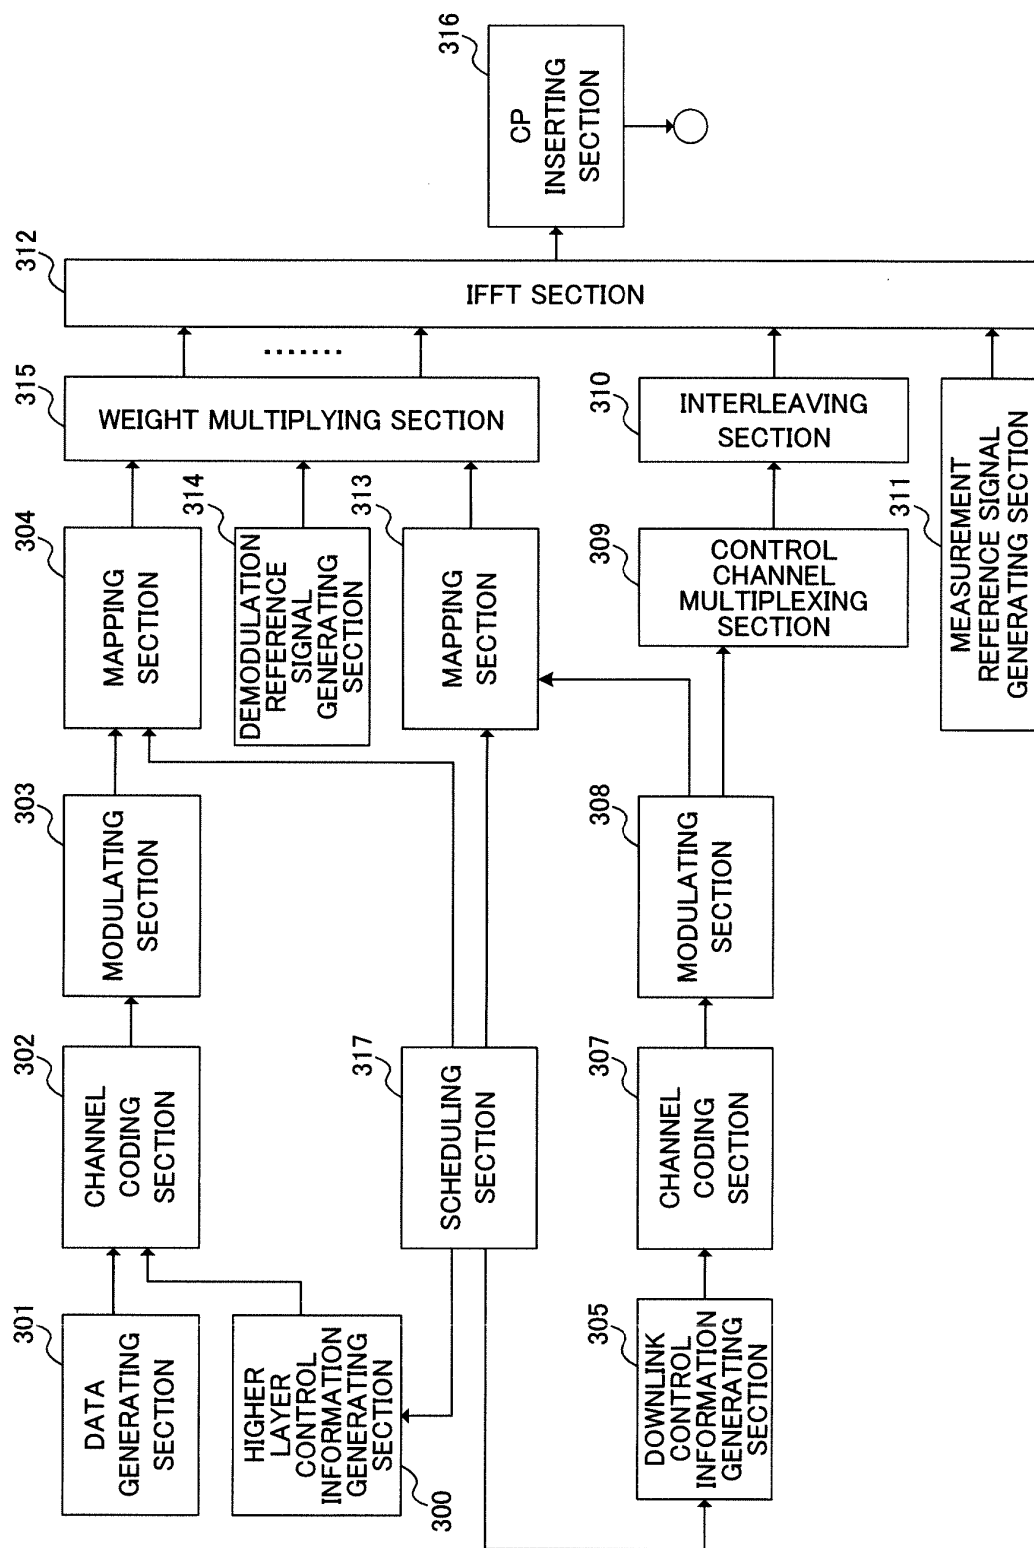 301
DATA
GENERATING
SECTION
302
CHANNEL
CODING
SECTION
303
MODULATING
SECTION
304
MAPPING
SECTION
315
WEIGHT MULTIPLYING SECTION
312
IFFT SECTION
316
CP
INSERTING
SECTION
HIGHER
LAYER
CONTROL
INFORMATION
GENERATING
SECTION
300
317
SCHEDULING
SECTION
314
DEMODULATION
REFERENCE
SIGNAL
GENERATING
SECTION
313
MAPPING
SECTION
305
DOWNLINK
CONTROL
INFORMATION
GENERATING
SECTION
307
CHANNEL
CODING
SECTION
308
MODULATING
SECTION
309
CONTROL
CHANNEL
MULTIPLEXING
SECTION
310
INTERLEAVING
SECTION
311
MEASUREMENT
REFERENCE SIGNAL
GENERATING SECTION